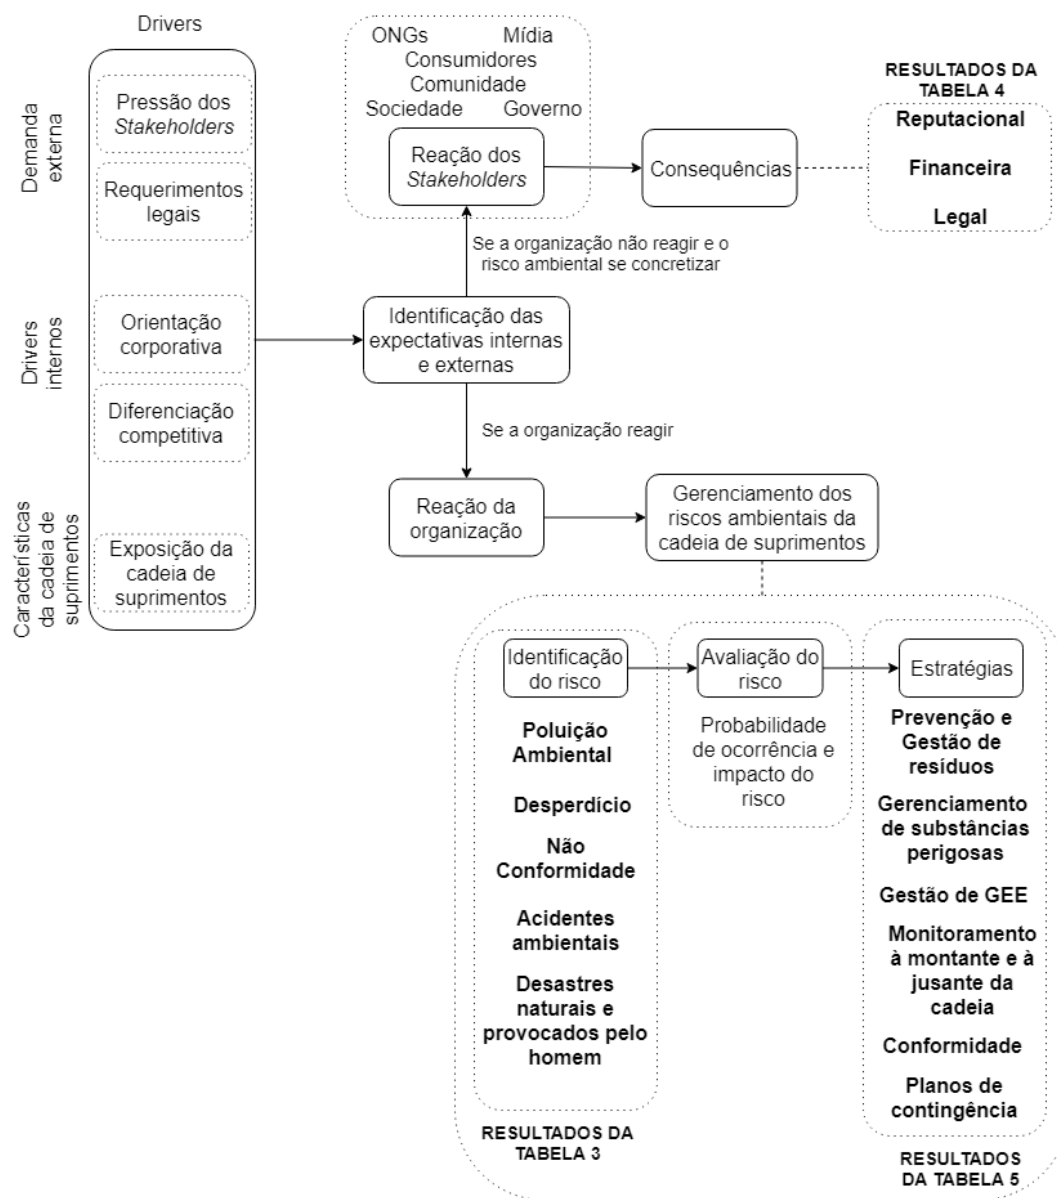 Drivers
Demanda
externa
Pressão dos
Stakeholders
Requerimentos
legais
Drivers
internos
Orientação
corporativa
Diferenciação
competitiva
Características
da cadeia de
suprimentos
Exposição da
cadeia de
suprimentos
ONGs Mídia
Consumidores
Comunidade
Sociedade Governo
Reação dos
Stakeholders
Consequências
RESULTADOS DA
TABELA 4
Reputacional
Financeira
Legal
Se a organização não reagir e o
risco ambiental se concretizar
Identificação das
expectativas internas
e externas
Se a organização reagir
Reação da
organização
Gerenciamento dos
riscos ambientais da
cadeia de suprimentos
Identificação
do risco
Poluição
Ambiental
Desperdício
Não
Conformidade
Acidentes
ambientais
Desastres
naturais e
provocados pelo
homem
RESULTADOS DA
TABELA 3
Avaliação do
risco
Probabilidade
de ocorrência e
impacto do
risco
Estratégias
Prevenção e
Gestão de
resíduos
Gerenciamento
de substâncias
perigosas
Gestão de GEE
Monitoramento
à montante e à
jusante da
cadeia
Conformidade
Planos de
contingência
RESULTADOS
DA TABELA 5